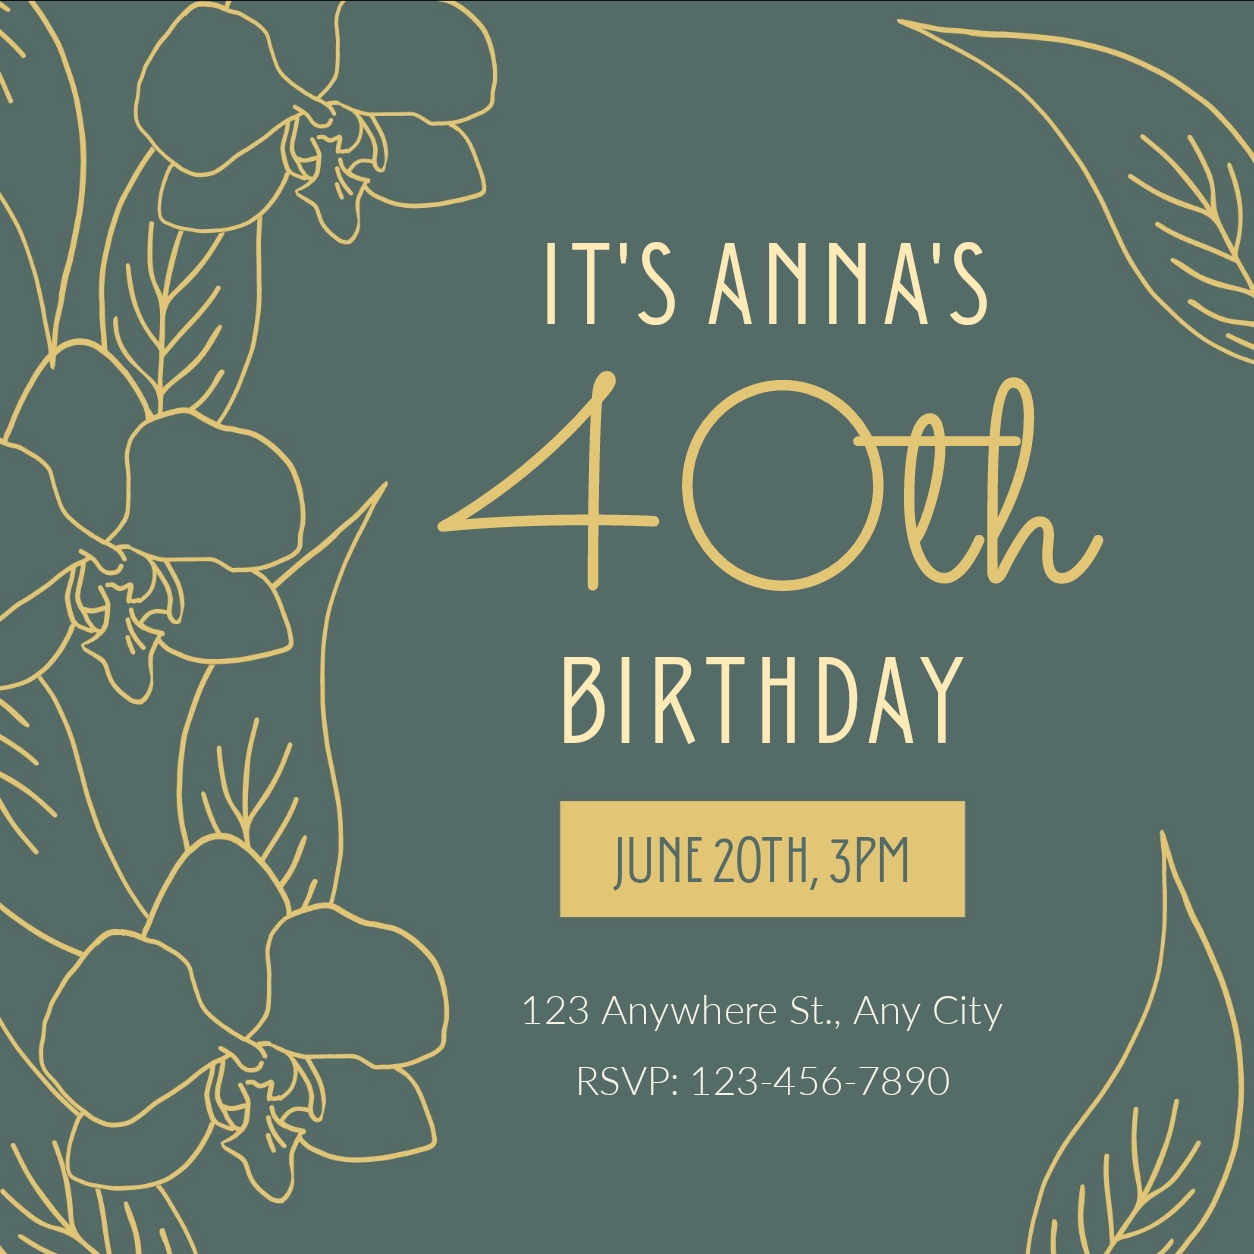 IT'S ANNA'S
40th
BIRTHDAY
JUNE 20TH, 3PM
123 Anywhere St., Any City
RSVP: 123-456-7890